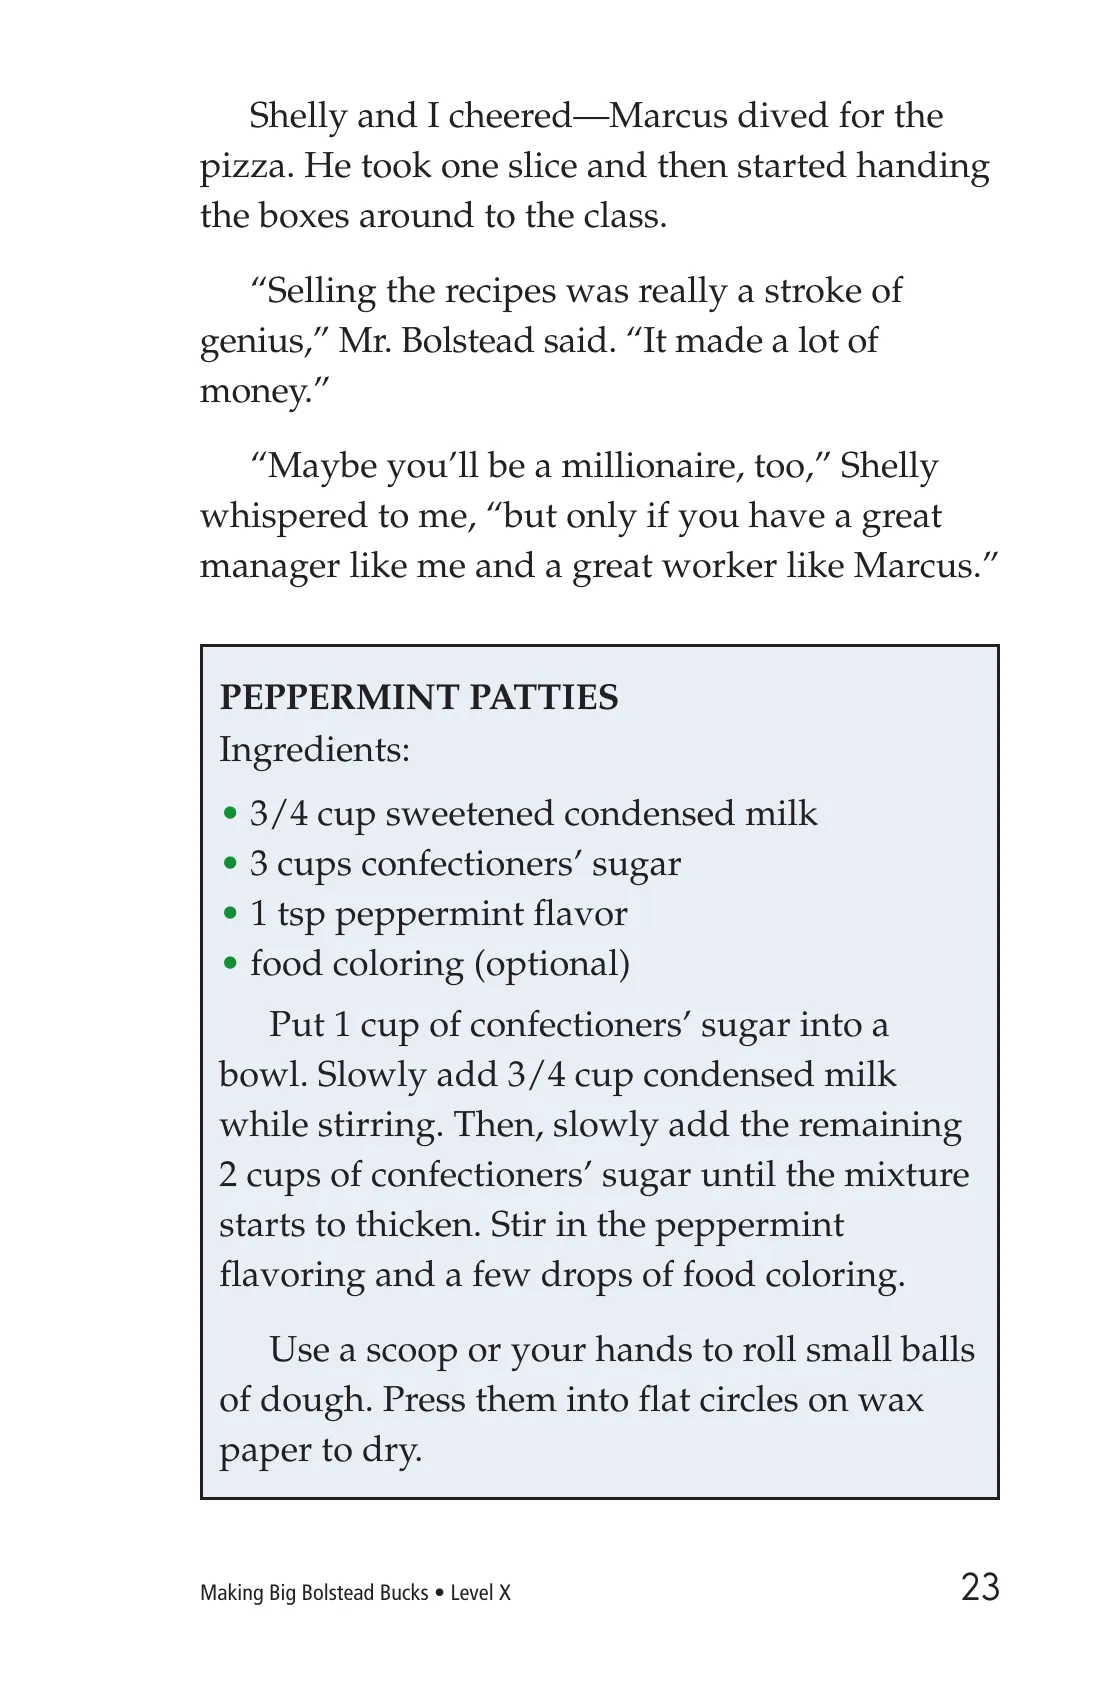 Shelly and I cheered—Marcus dived for the
pizza. He took one slice and then started handing
the boxes around to the class.
“Selling the recipes was really a stroke of
genius,” Mr. Bolstead said. “It made a lot of
money.”
“Maybe you’ll be a millionaire, too,” Shelly
whispered to me, “but only if you have a great
manager like me and a great worker like Marcus.”
PEPPERMINT PATTIES
Ingredients:
• 3/4 cup sweetened condensed milk
• 3 cups confectioners’ sugar
• 1 tsp peppermint flavor
• food coloring (optional)
Put 1 cup of confectioners’ sugar into a
bowl. Slowly add 3/4 cup condensed milk
while stirring. Then, slowly add the remaining
2 cups of confectioners’ sugar until the mixture
starts to thicken. Stir in the peppermint
flavoring and a few drops of food coloring.
Use a scoop or your hands to roll small balls
of dough. Press them into flat circles on wax
paper to dry.
Making Big Bolstead Bucks • Level X
23